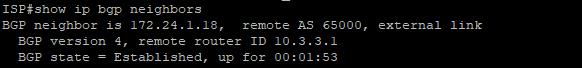 ISP#show ip bgp neighbors
BGP neighbor is 172.24.1.18,  remote AS 65000, external link
  BGP version 4, remote router ID 10.3.3.1
  BGP state = Established, up for 00:01:53